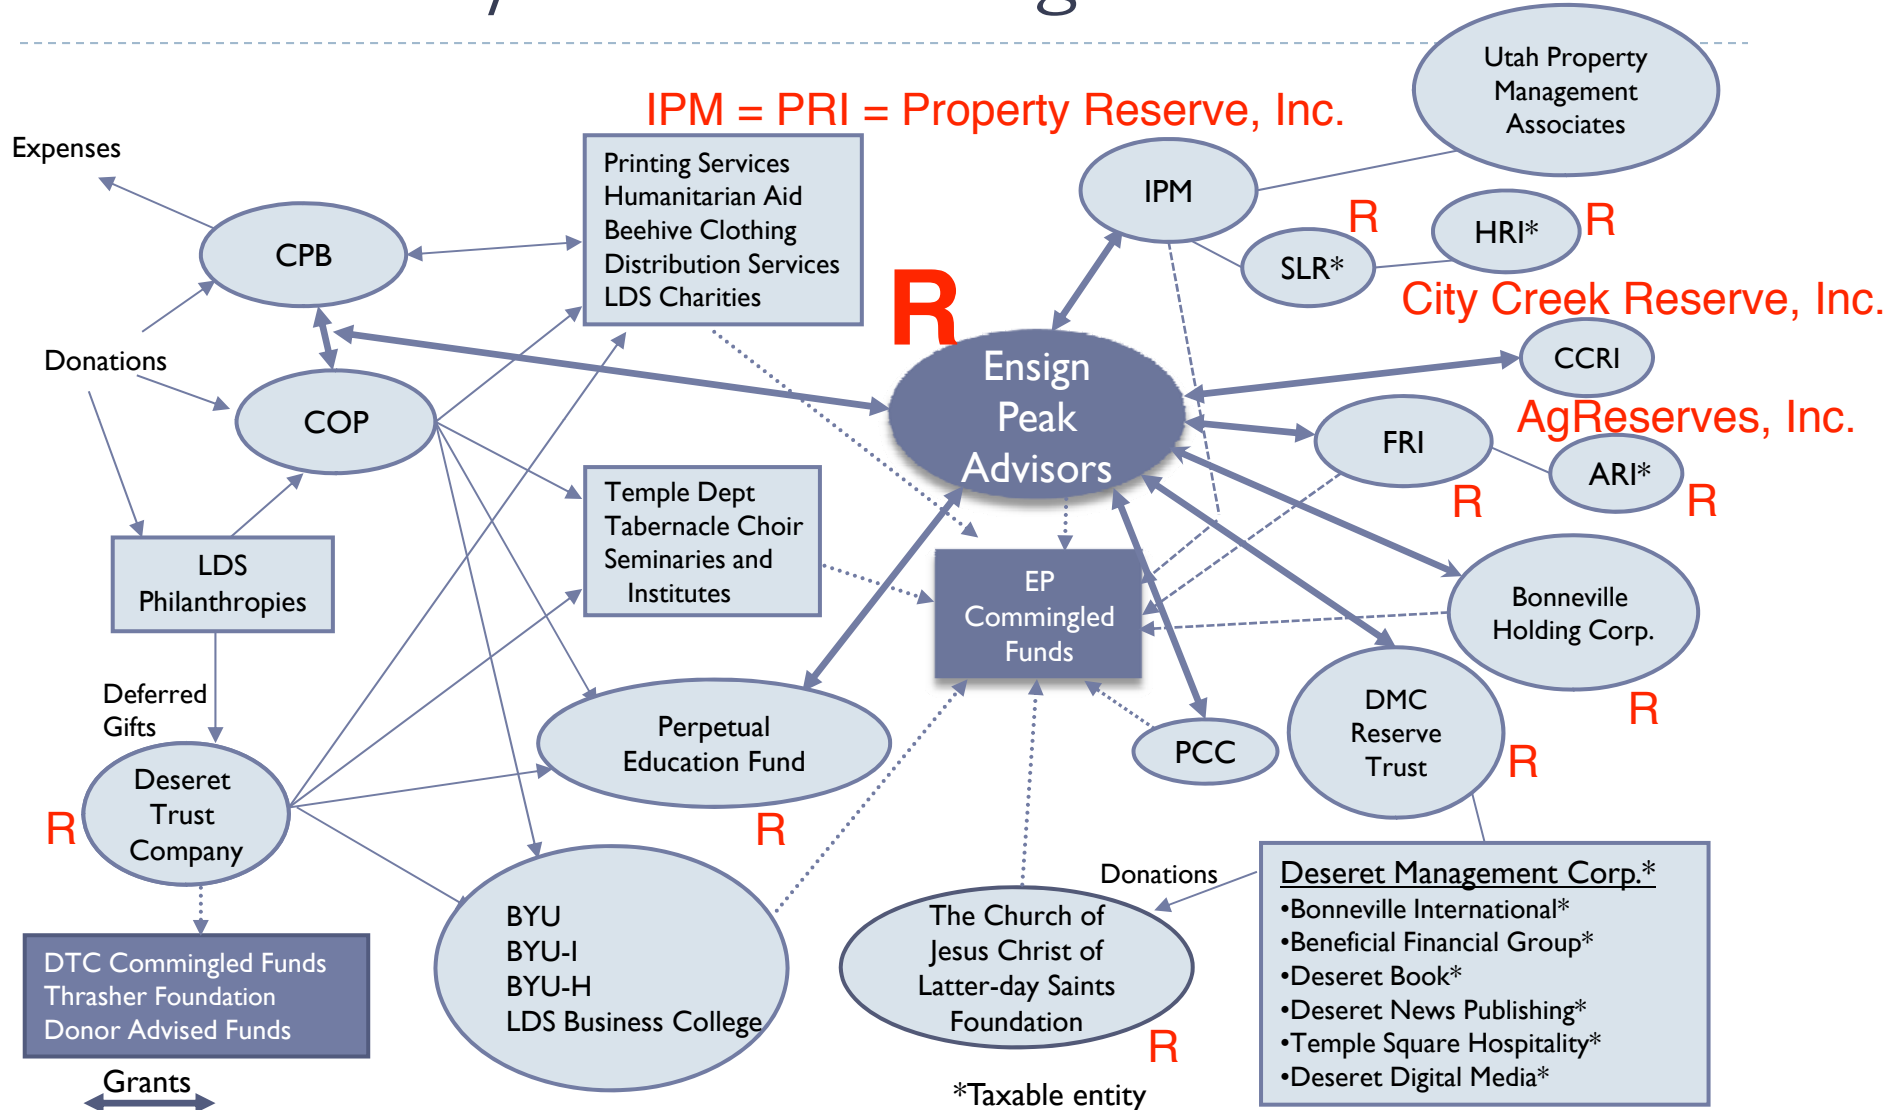 IPM = PRI = Property Reserve, Inc.
Utah Property
Management
Associates
Expenses
Printing Services
Humanitarian Aid
Beehive Clothing
Distribution Services
LDS Charities
IPM
R
HRI*
R
CPB
SLR*
R
City Creek Reserve, Inc.
Donations
Ensign
Peak
Advisors
CCRI
COP
AgReserves, Inc.
FRI
ARI*
R
R
Temple Dept
Tabernacle Choir
Seminaries and
Institutes
LDS
Philanthropies
EP
Commingled
Funds
Bonneville
Holding Corp.
R
Deferred
Gifts
Perpetual
Education Fund
R
PCC
DMC
Reserve
Trust
R
Deseret
Trust
Company
R
Donations
Deseret Management Corp.*
•Bonneville International*
•Beneficial Financial Group*
•Deseret Book*
•Deseret News Publishing*
•Temple Square Hospitality*
•Deseret Digital Media*
BYU
BYU-I
BYU-H
LDS Business College
The Church of
Jesus Christ of
Latter-day Saints
Foundation
R
DTC Commingled Funds
Thrasher Foundation
Donor Advised Funds
Grants
*Taxable entity